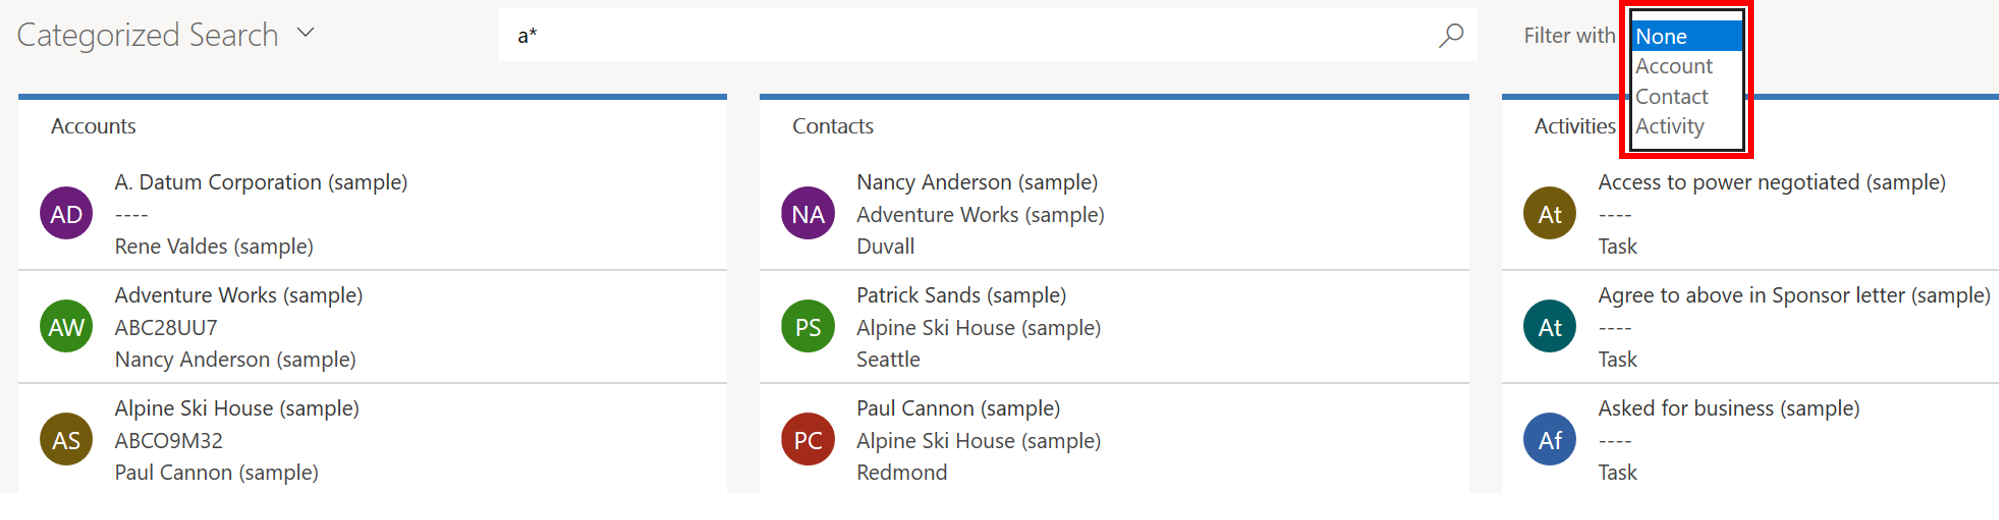 Categorized Search
a*
Filter with
None
Account
Contact
Activity
Accounts
AD
A. Datum Corporation (sample)
----
Rene Valdes (sample)
AW
Adventure Works (sample)
ABC28UU7
Nancy Anderson (sample)
AS
Alpine Ski House (sample)
ABCO9M32
Paul Cannon (sample)
Contacts
NA
Nancy Anderson (sample)
Adventure Works (sample)
Duvall
PS
Patrick Sands (sample)
Alpine Ski House (sample)
Seattle
PC
Paul Cannon (sample)
Alpine Ski House (sample)
Redmond
Activities
At
Access to power negotiated (sample)
----
Task
At
Agree to above in Sponsor letter (sample)
----
Task
Af
Asked for business (sample)
----
Task